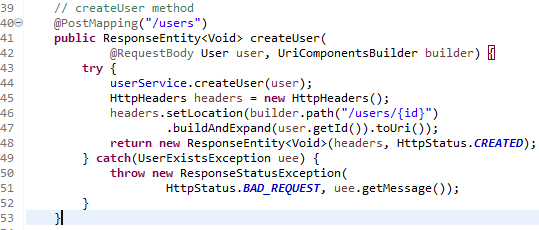 39 // createUser method
40 @PostMapping("/users")
41 public ResponseEntity<Void> createUser(
42 @RequestBody User user, UriComponentsBuilder builder) {
43 try {
44 userService.createUser(user);
45 HttpHeaders headers = new HttpHeaders();
46 headers.setLocation(builder.path("/users/{id}")
47 .buildAndExpand(user.getId()).toUri());
48 return new ResponseEntity<Void>(headers, HttpStatus.CREATED);
49 } catch(UserExistsException uee) {
50 throw new ResponseStatusException(
51 HttpStatus.BAD_REQUEST, uee.getMessage());
52 }
53 }